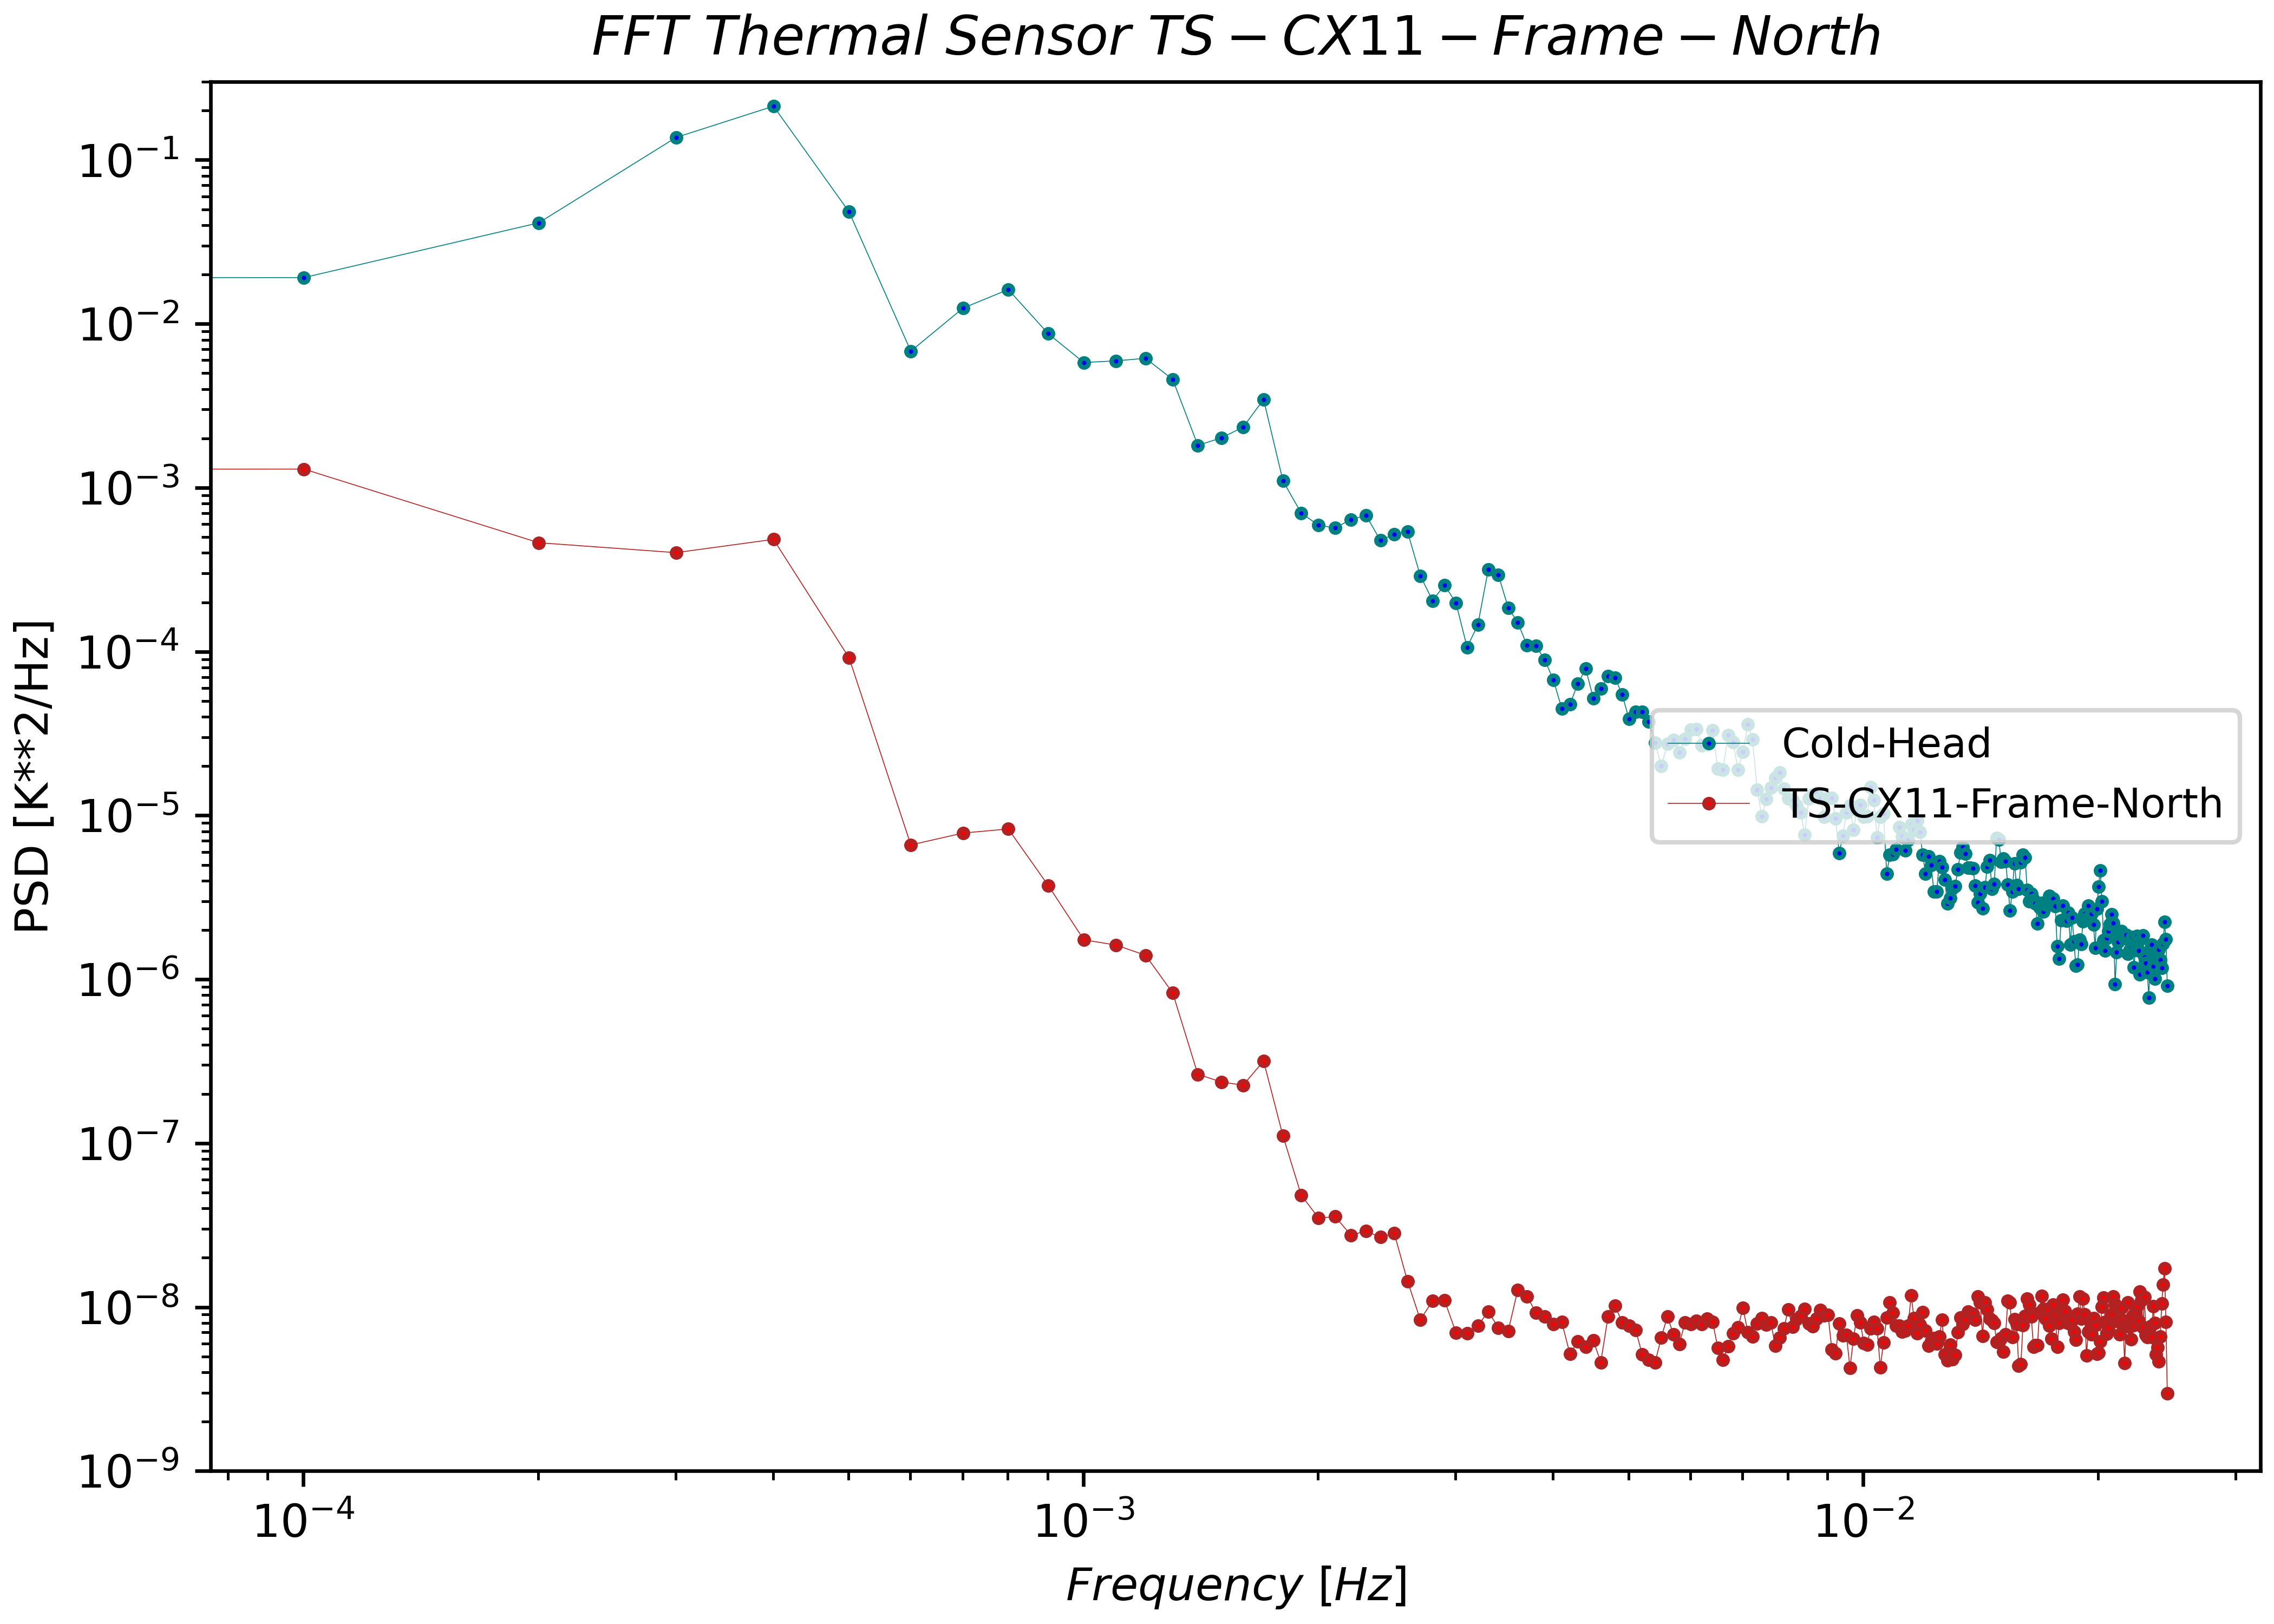 FFT Thermal Sensor TS − CX11 − Frame − North
PSD [K**2/Hz]
10⁻¹
10⁻²
10⁻³
10⁻⁴
10⁻⁵
10⁻⁶
10⁻⁷
10⁻⁸
10⁻⁹
Cold-Head
TS-CX11-Frame-North
10⁻⁴ 10⁻³ 10⁻²
Frequency [Hz]